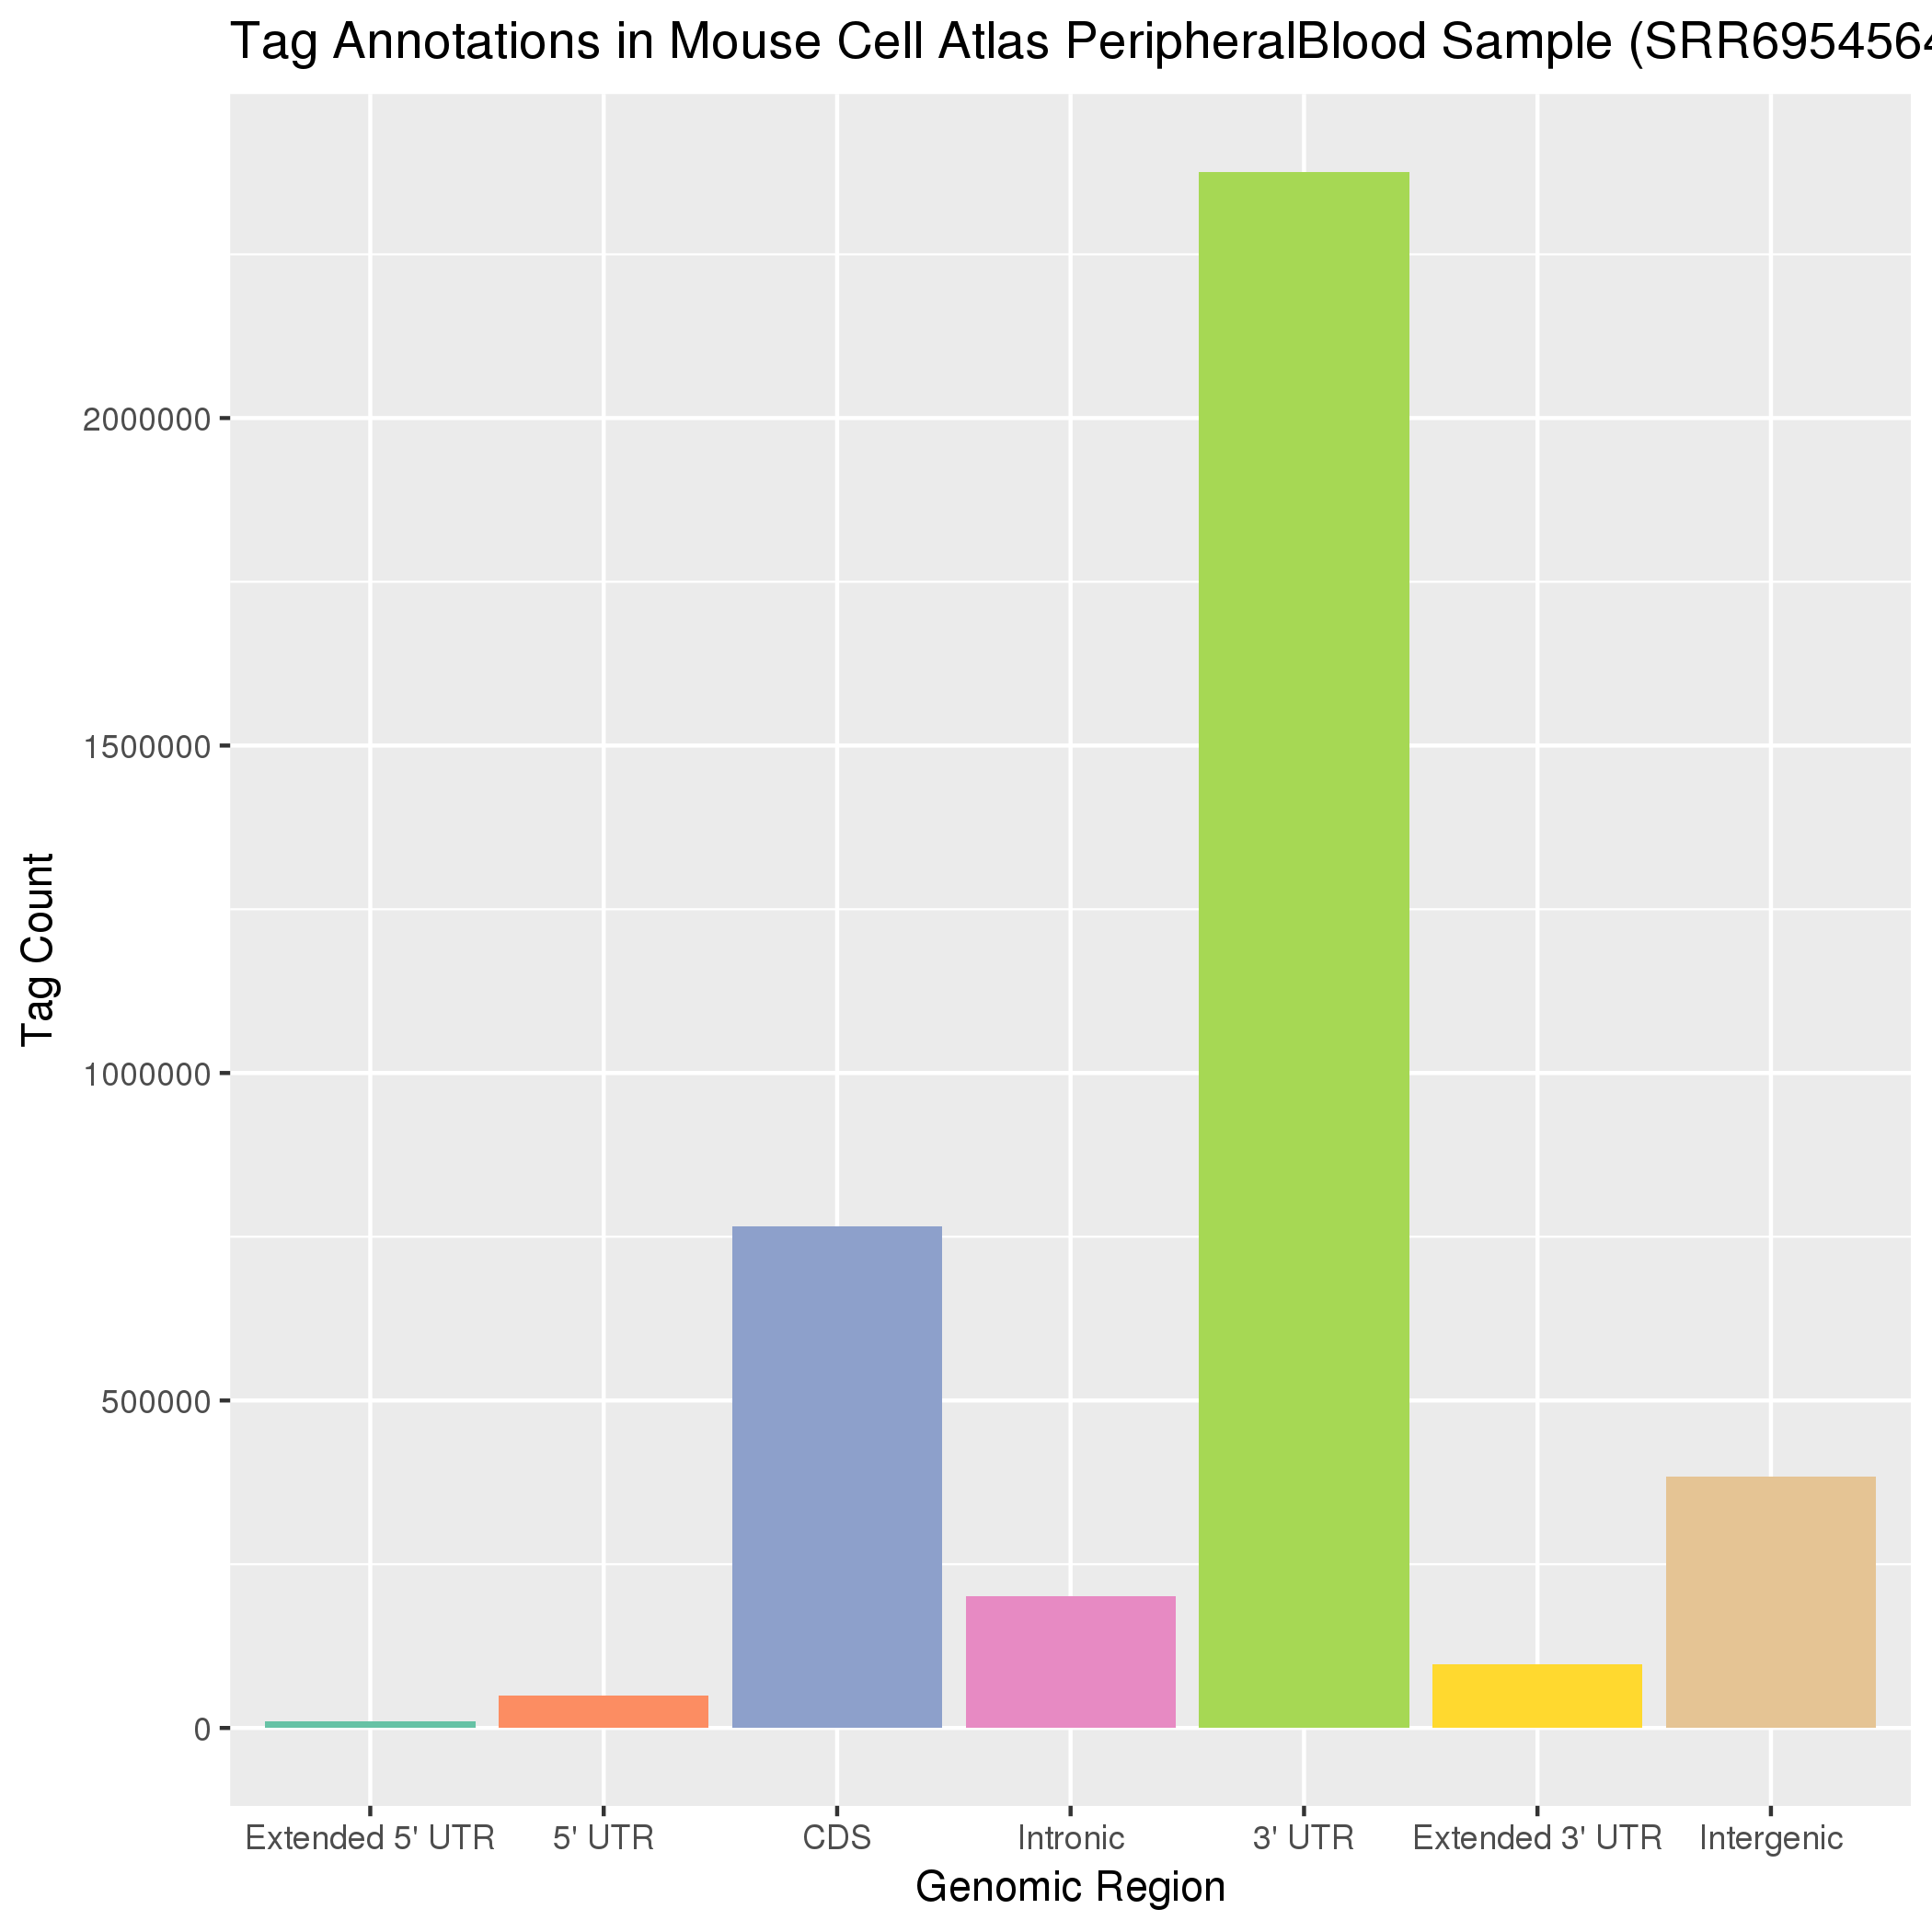 Tag Annotations in Mouse Cell Atlas PeripheralBlood Sample (SRR6954564
2000000
1500000
1000000
500000
0
Tag Count
Extended 5' UTR 5' UTR CDS Intronic 3' UTR Extended 3' UTR Intergenic
Genomic Region